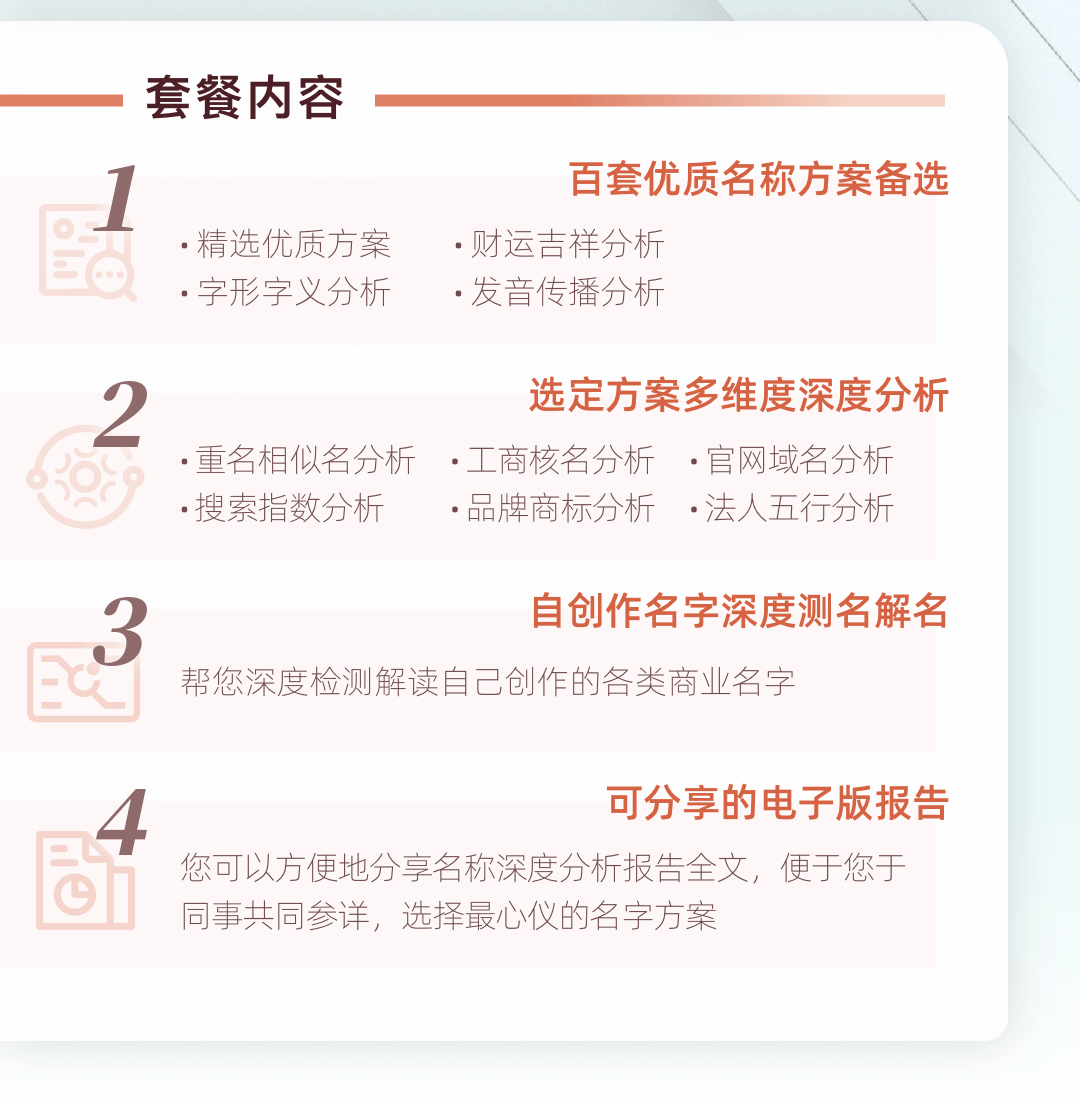 套餐内容
1
百套优质名称方案备选
• 精选优质方案 • 财运吉祥分析
• 字形字义分析 • 发音传播分析
2
选定方案多维度深度分析
• 重名相似名分析 • 工商核名分析 • 官网域名分析
• 搜索指数分析 • 品牌商标分析 • 法人五行分析
3
自创作名字深度测名解名
帮您深度检测解读自己创作的各类商业名字
4
可分享的电子版报告
您可以方便地分享名称深度分析报告全文，便于您于
同事共同参详，选择最心仪的名字方案